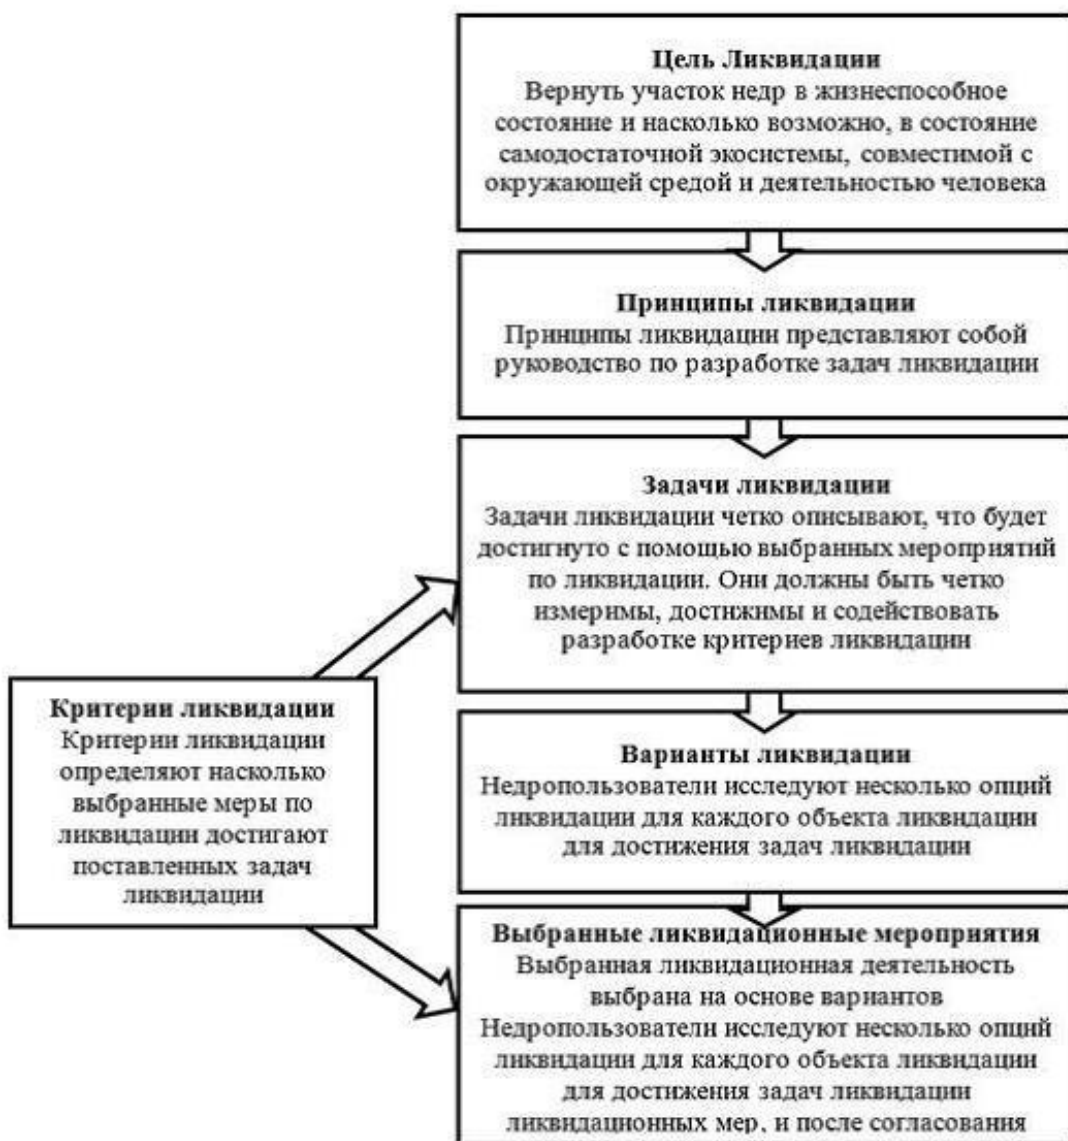 Цель Ликвидации
Вернуть участок недр в жизнеспособное
состояние и насколько возможно, в состояние
самодостаточной экосистемы, совместимой с
окружающей средой и деятельностью человека
Принципы ликвидации
Принципы ликвидации представляют собой
руководство по разработке задач ликвидации
Задачи ликвидации
Задачи ликвидации четко описывают, что будет
достигнуто с помощью выбранных мероприятий
по ликвидации. Они должны быть четко
измеримы, достижимы и содействовать
разработке критериев ликвидации
Критерии ликвидации
Критерии ликвидации
определяют насколько
выбранные меры по
ликвидации достигают
поставленных задач
ликвидации
Варианты ликвидации
Недропользователи исследуют несколько опций
ликвидации для каждого объекта ликвидации
для достижения задач ликвидации
Выбранные ликвидационные мероприятия
Выбранная ликвидационная деятельность
выбрана на основе вариантов
Недропользователи исследуют несколько опций
ликвидации для каждого объекта ликвидации
для достижения задач ликвидации
ликвидационных мер, и после согласования